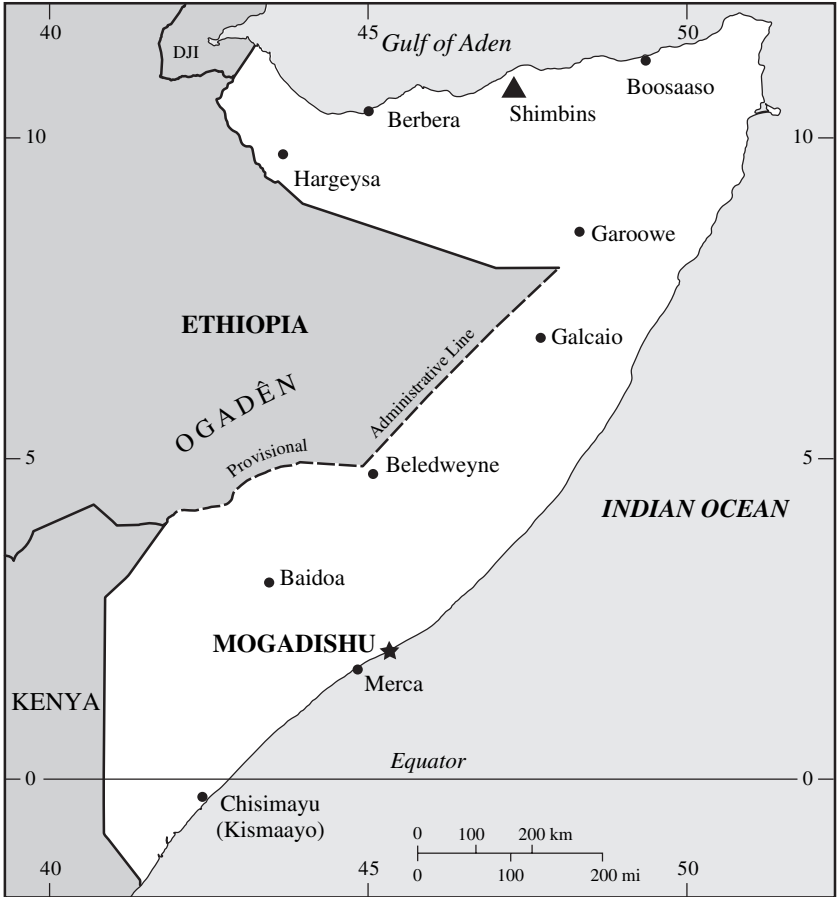 40
45
50
Gulf of Aden
DJI
Boosaaso
Shimbins
Berbera
10
10
Hargeysa
Garoowe
ETHIOPIA
Galcaio
Administrative Line
OGADÊN
Provisional
5
5
Beledweyne
INDIAN OCEAN
Baidoa
MOGADISHU
Merca
KENYA
Equator
0
0
Chisimayu
(Kismaayo)
0 100 200 km
0 100 200 mi
40
45
50